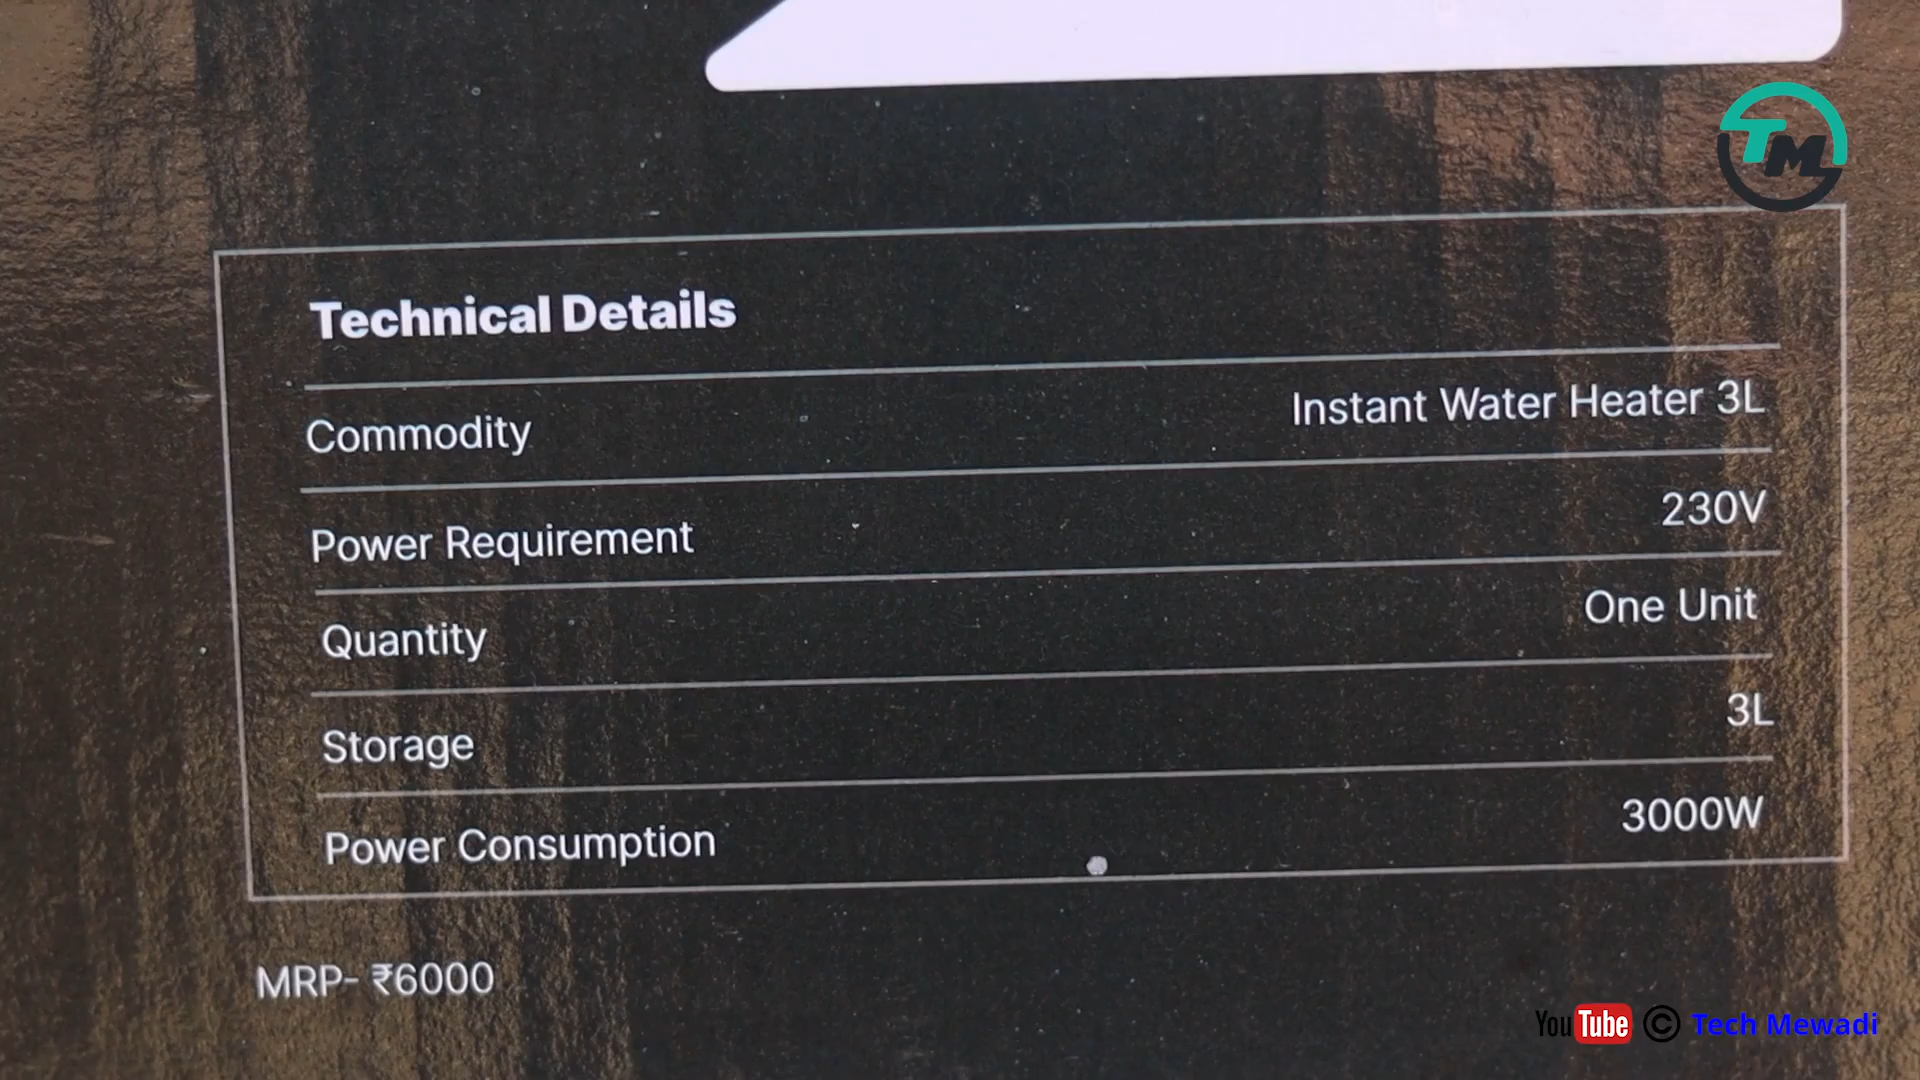 TM
Technical Details
Commodity Instant Water Heater 3L
Power Requirement 230V
Quantity One Unit
Storage 3L
Power Consumption 3000W
MRP- ₹6000
YouTube © Tech Mewadi